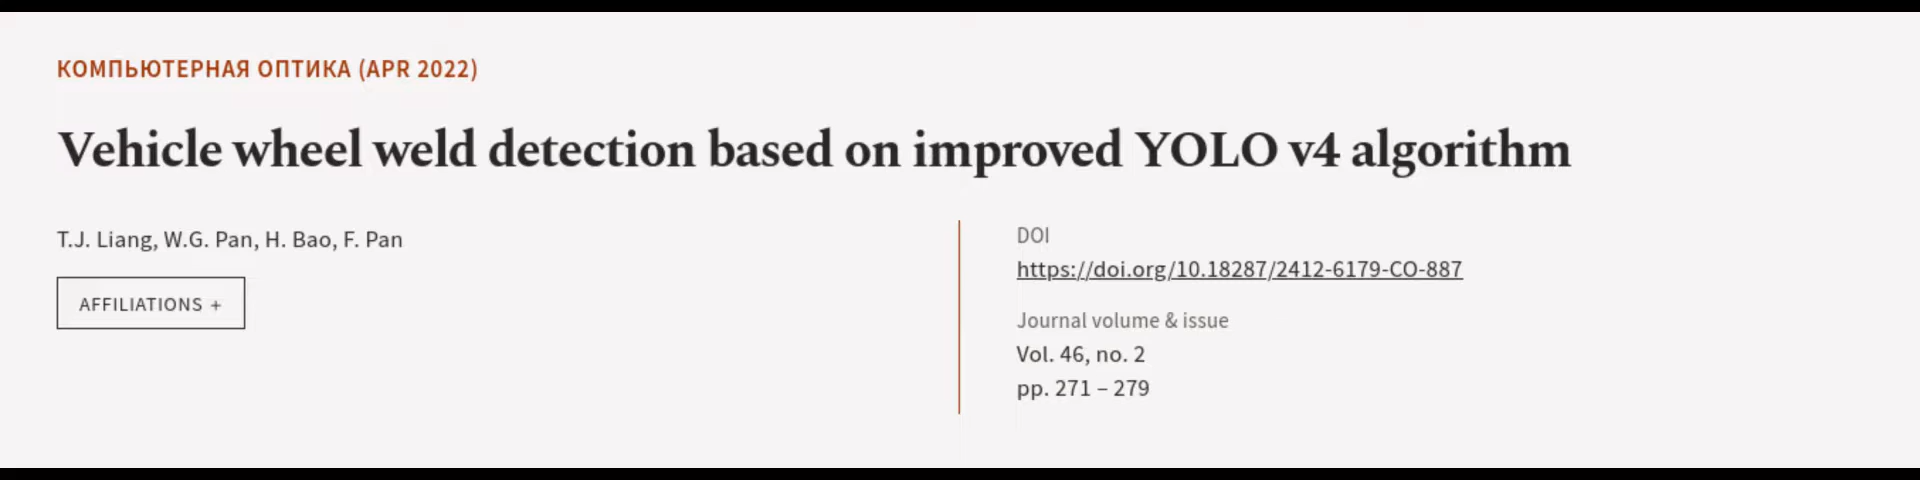 КОМПЬЮТЕРНАЯ ОПТИКА (APR 2022)
Vehicle wheel weld detection based on improved YOLO v4 algorithm
T.J. Liang, W.G. Pan, H. Bao, F. Pan
AFFILIATIONS +
DOI
https://doi.org/10.18287/2412-6179-CO-887
Journal volume & issue
Vol. 46, no. 2
pp. 271 – 279